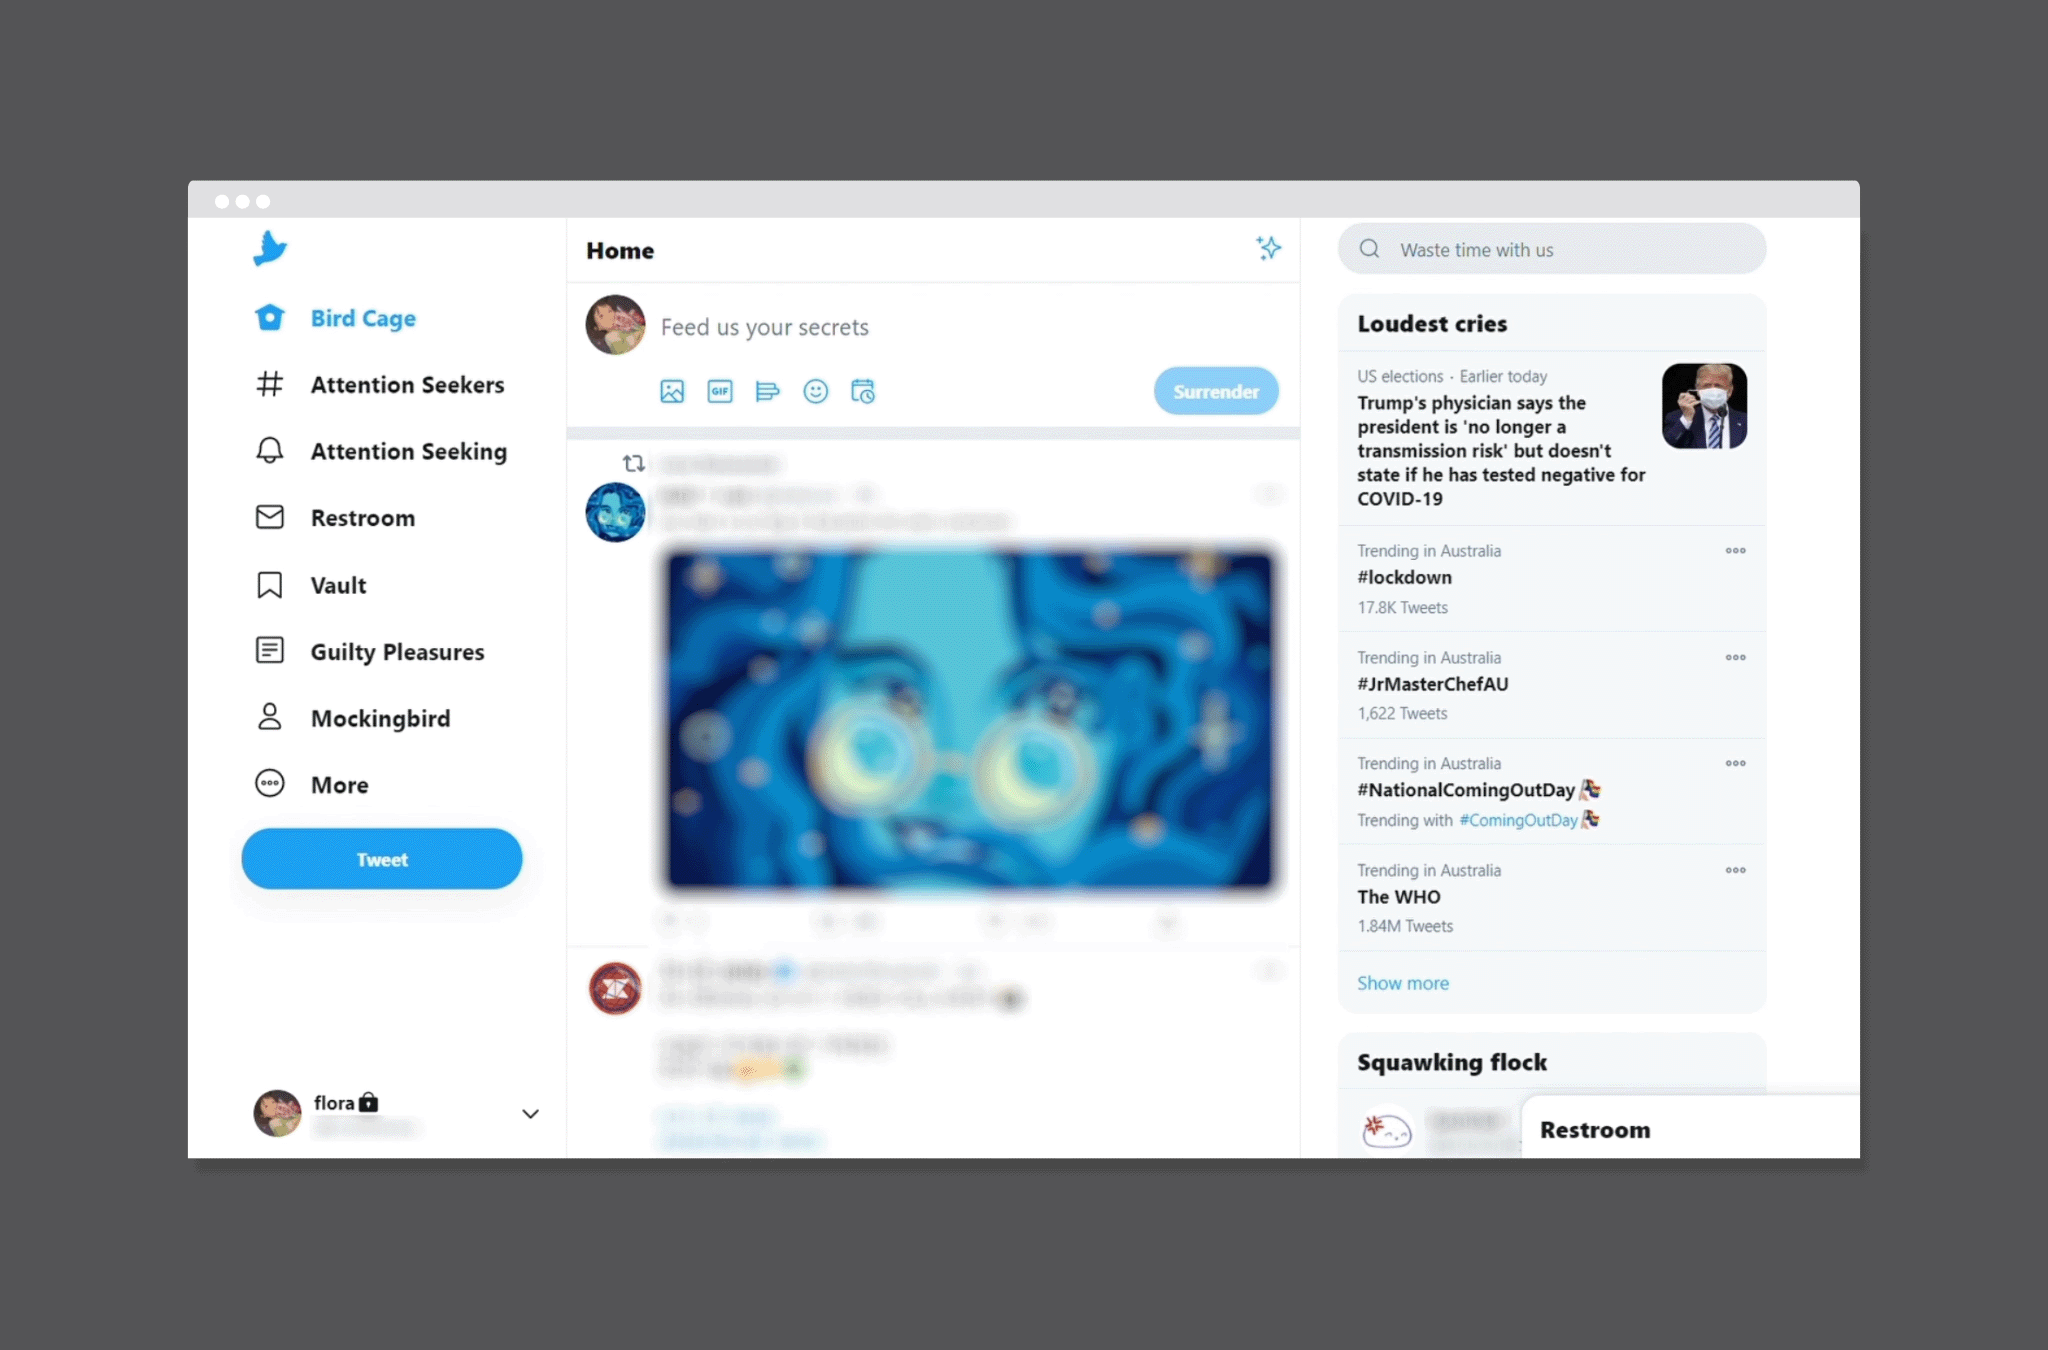 Bird Cage
Attention Seekers
Attention Seeking
Restroom
Vault
Guilty Pleasures
Mockingbird
More
Tweet
flora
Home
Feed us your secrets
GIF
Surrender
Waste time with us
Loudest cries
US elections · Earlier today
Trump's physician says the
president is 'no longer a
transmission risk' but doesn't
state if he has tested negative for
COVID-19
Trending in Australia
#lockdown
17.8K Tweets
Trending in Australia
#JrMasterChefAU
1,622 Tweets
Trending in Australia
#NationalComingOutDay
Trending with #ComingOutDay
Trending in Australia
The WHO
1.84M Tweets
Show more
Squawking flock
Restroom